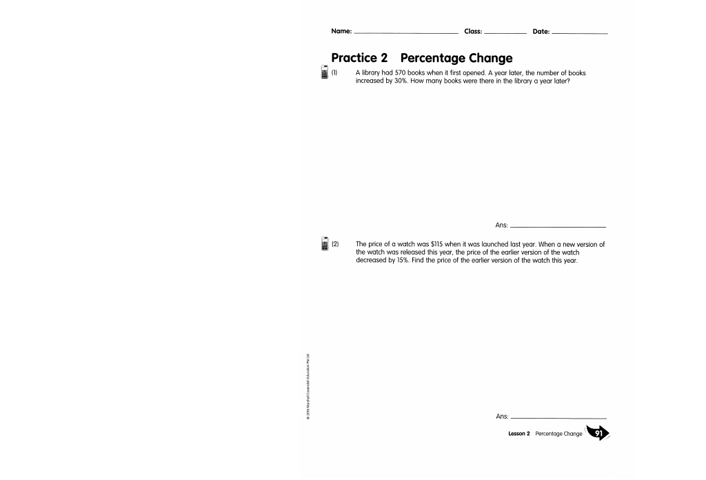 Name: Class: Date:
Practice 2 Percentage Change
(1) A library had 570 books when it first opened. A year later, the number of books
increased by 30%. How many books were there in the library a year later?
Ans:
(2) The price of a watch was $115 when it was launched last year. When a new version of
the watch was released this year, the price of the earlier version of the watch
decreased by 15%. Find the price of the earlier version of the watch this year.
Ans:
Lesson 2 Percentage Change 91